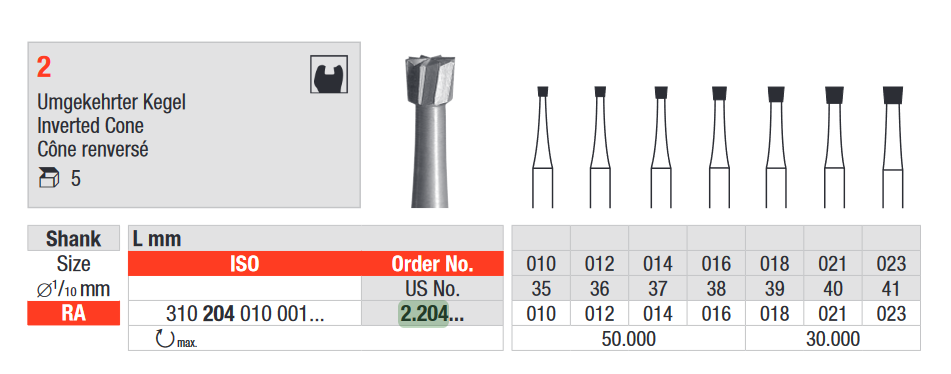 2
Umgekehrter Kegel
Inverted Cone
Cône renversé
5
Shank L mm
Size ISO Order No. 010 012 014 016 018 021 023
⌀1/10 mm US No. 35 36 37 38 39 40 41
RA 310 204 010 001... 2.204... 010 012 014 016 018 021 023
max. 50.000 30.000